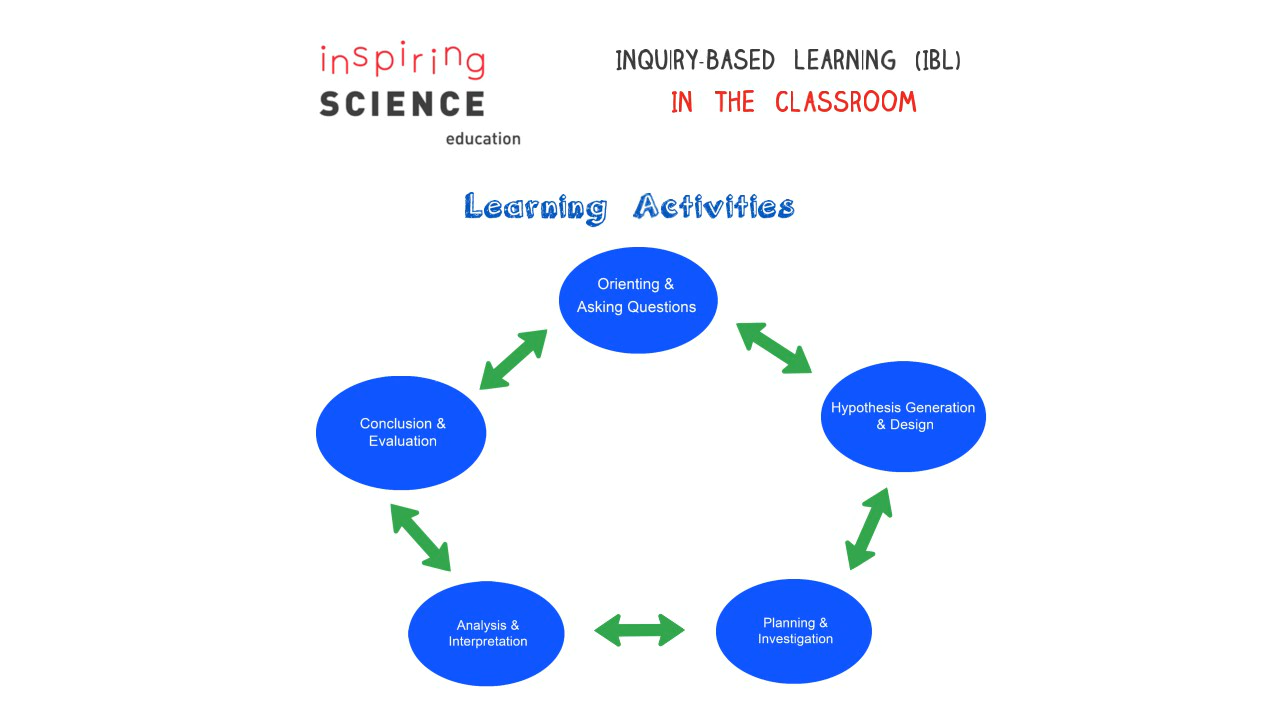 inspiring
SCIENCE
education
INQUIRY-BASED LEARNING (IBL)
IN THE CLASSROOM
Learning Activities
Orienting &
Asking Questions
Hypothesis Generation
& Design
Conclusion &
Evaluation
Planning &
Investigation
Analysis &
Interpretation